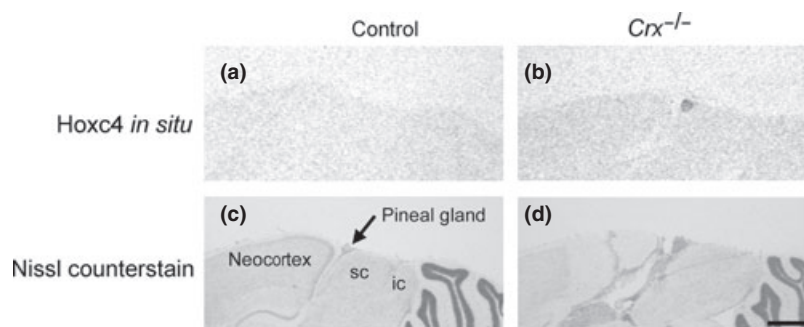 Control
Crx–/–
(a)
(b)
Hoxc4 in situ
(c)
Pineal gland
(d)
Nissl counterstain
Neocortex
sc
ic